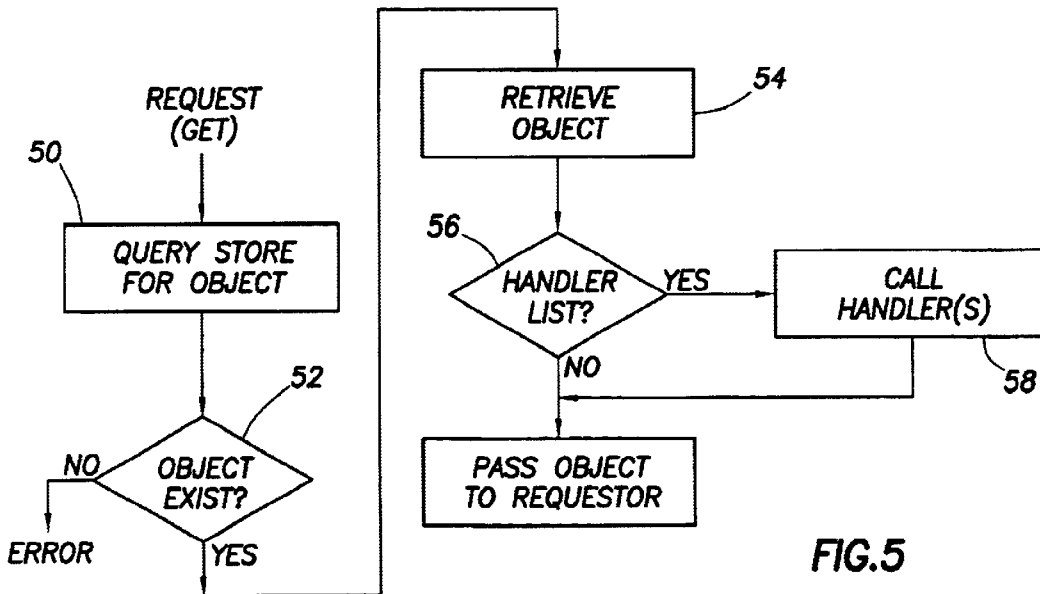 REQUEST
(GET)
50
QUERY STORE
FOR OBJECT
52
OBJECT
EXIST?
NO
ERROR
YES
54
RETRIEVE
OBJECT
56
HANDLER
LIST?
YES
CALL
HANDLER(S)
58
NO
PASS OBJECT
TO REQUESTOR
FIG.5